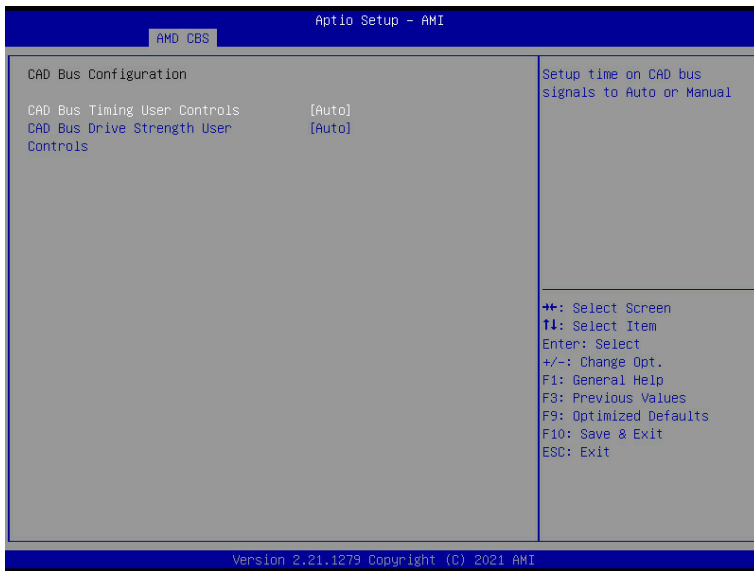 Aptio Setup - AMI
AMD CBS
CAD Bus Configuration
CAD Bus Timing User Controls [Auto]
CAD Bus Drive Strength User [Auto]
Controls
Setup time on CAD bus
signals to Auto or Manual
→←: Select Screen
↑↓: Select Item
Enter: Select
+/-: Change Opt.
F1: General Help
F3: Previous Values
F9: Optimized Defaults
F10: Save & Exit
ESC: Exit
Version 2.21.1279 Copyright (C) 2021 AMI